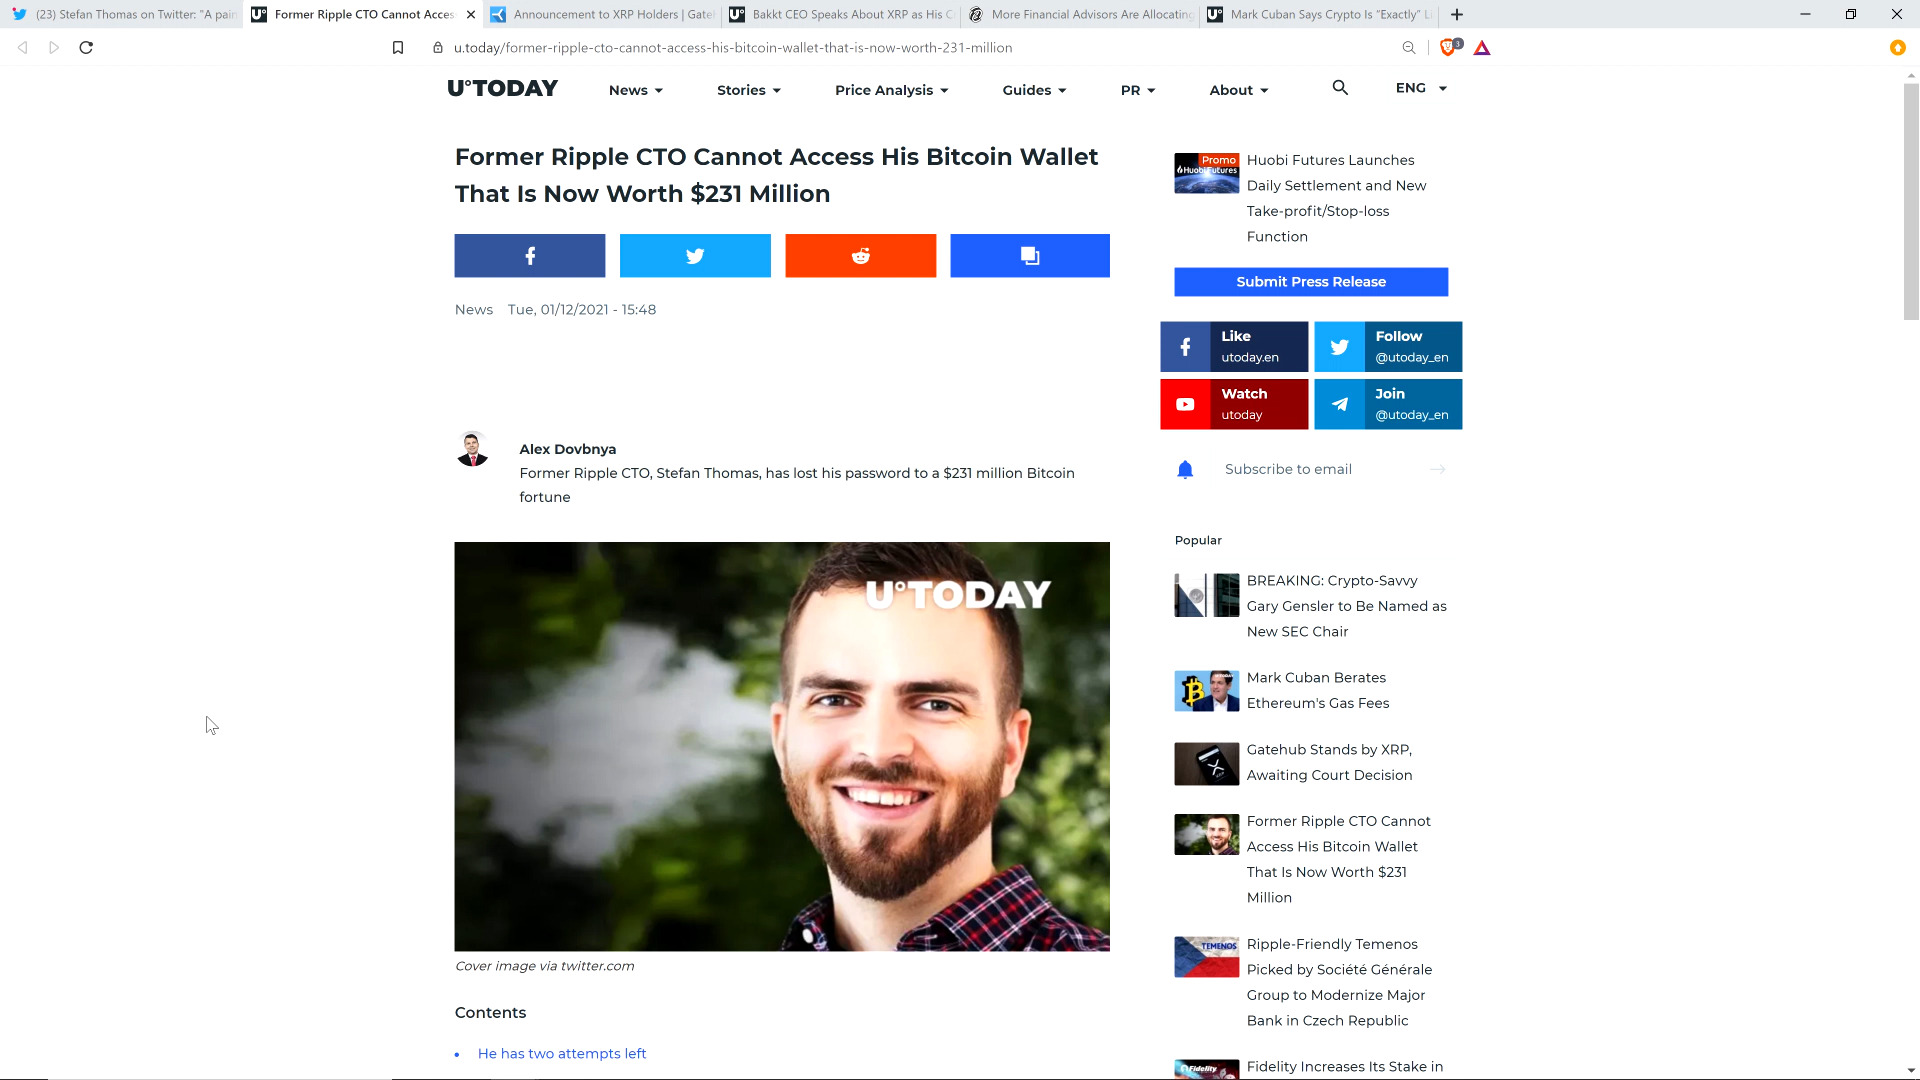 (23) Stefan Thomas on Twitter: "A pain
Former Ripple CTO Cannot Acces
Announcement to XRP Holders | Gatel
Bakkt CEO Speaks About XRP as His C
More Financial Advisors Are Allocating
Mark Cuban Says Crypto Is "Exactly" Li
u.today/former-ripple-cto-cannot-access-his-bitcoin-wallet-that-is-now-worth-231-million
3
U°TODAY
News
Stories
Price Analysis
Guides
PR
About
ENG
Former Ripple CTO Cannot Access His Bitcoin Wallet
That Is Now Worth $231 Million
News Tue, 01/12/2021 - 15:48
Alex Dovbnya
Former Ripple CTO, Stefan Thomas, has lost his password to a $231 million Bitcoin
fortune
U°TODAY
Cover image via twitter.com
Contents
He has two attempts left
Promo
Huobi Futures
Huobi Futures Launches
Daily Settlement and New
Take-profit/Stop-loss
Function
Submit Press Release
Like
utoday.en
Follow
@utoday_en
Watch
utoday
Join
@utoday_en
Subscribe to email
Popular
BREAKING: Crypto-Savvy
Gary Gensler to Be Named as
New SEC Chair
Mark Cuban Berates
Ethereum's Gas Fees
Gatehub Stands by XRP,
Awaiting Court Decision
Former Ripple CTO Cannot
Access His Bitcoin Wallet
That Is Now Worth $231
Million
TEMENOS
Ripple-Friendly Temenos
Picked by Société Générale
Group to Modernize Major
Bank in Czech Republic
Fidelity
Fidelity Increases Its Stake in